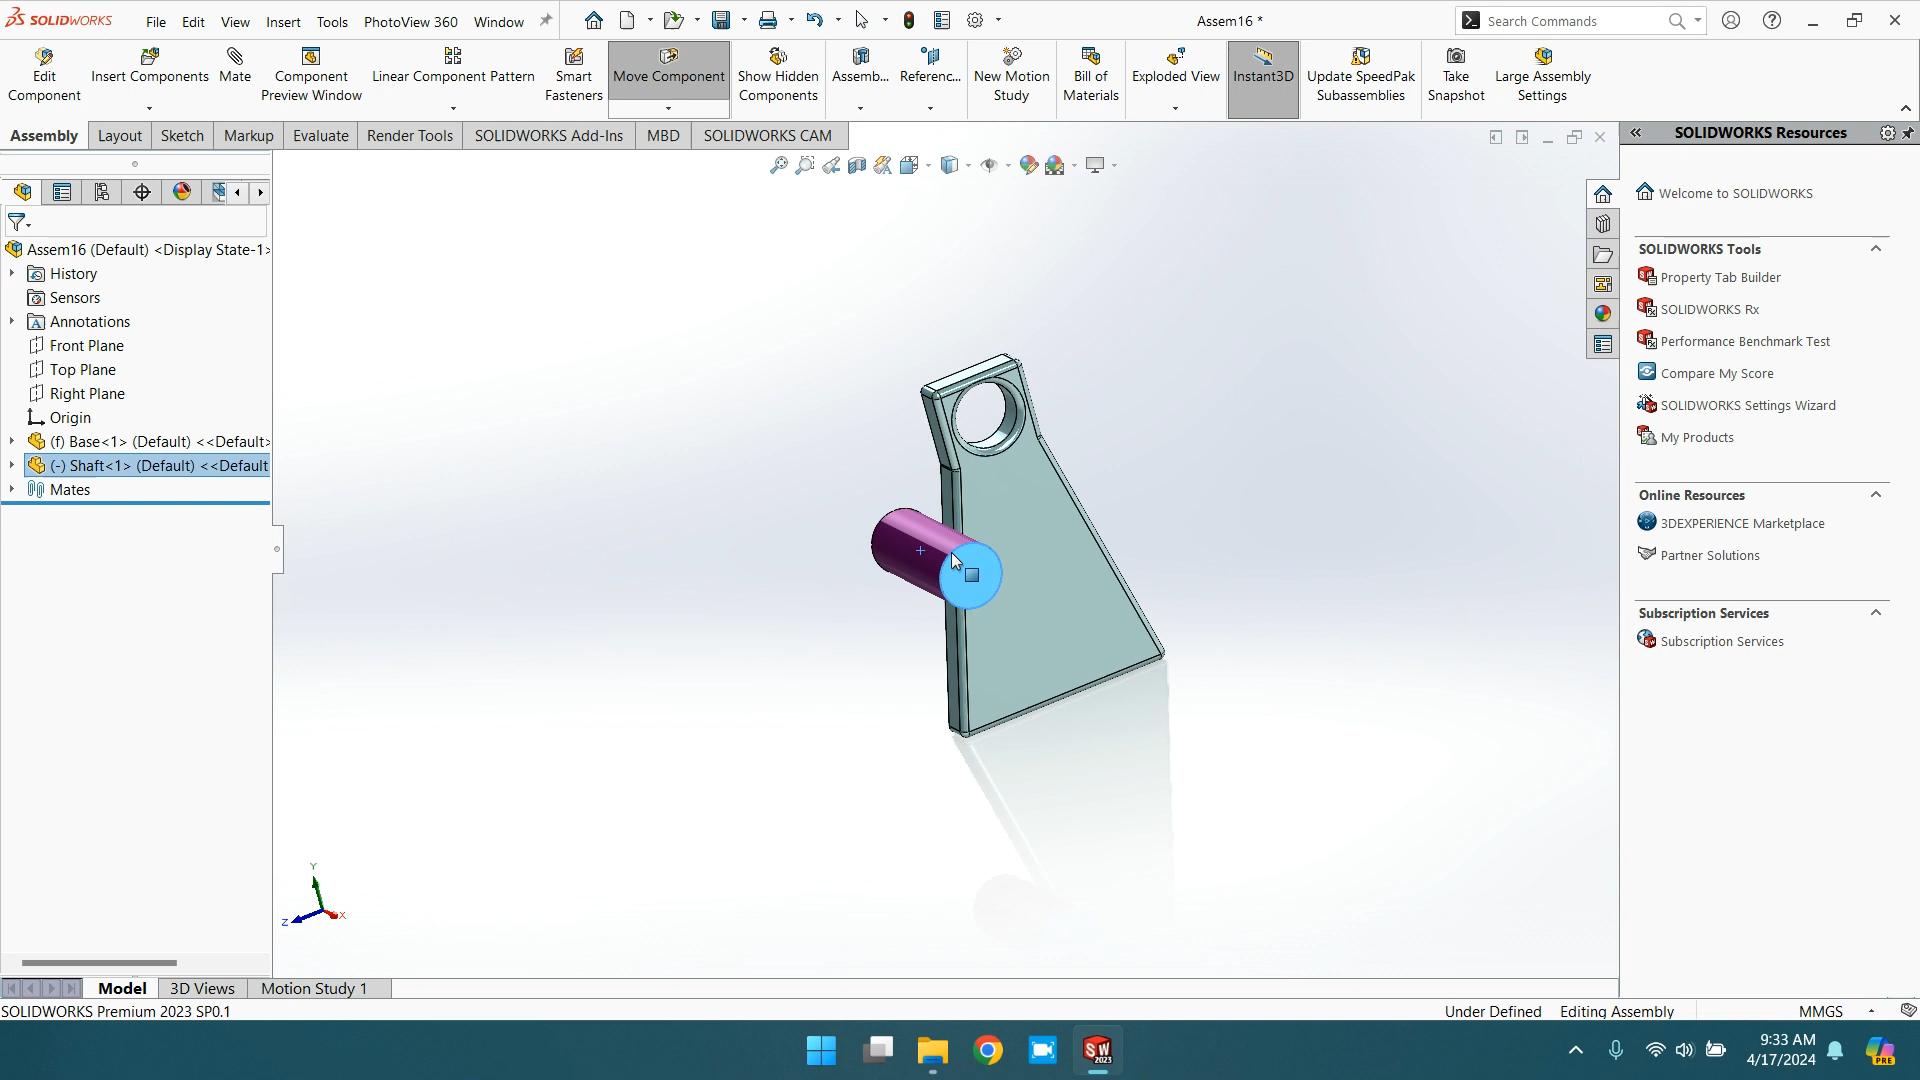 SOLIDWORKS File Edit View Insert Tools PhotoView 360 Window Assem16 * Search Commands
Edit Component Insert Components Mate Component Preview Window Linear Component Pattern Smart Fasteners Move Component Show Hidden Components Assemb... Referenc... New Motion Study Bill of Materials Exploded View Instant3D Update SpeedPak Subassemblies Take Snapshot Large Assembly Settings
Assembly Layout Sketch Markup Evaluate Render Tools SOLIDWORKS Add-Ins MBD SOLIDWORKS CAM
Assem16 (Default) <Display State-1>
History
Sensors
Annotations
Front Plane
Top Plane
Right Plane
Origin
(f) Base<1> (Default) <<Default>
(-) Shaft<1> (Default) <<Default
Mates
Y
Z
X
SOLIDWORKS Resources
Welcome to SOLIDWORKS
SOLIDWORKS Tools
Property Tab Builder
SOLIDWORKS Rx
Performance Benchmark Test
Compare My Score
SOLIDWORKS Settings Wizard
My Products
Online Resources
3DEXPERIENCE Marketplace
Partner Solutions
Subscription Services
Subscription Services
Model 3D Views Motion Study 1
SOLIDWORKS Premium 2023 SP0.1 Under Defined Editing Assembly MMGS
SW 2023
9:33 AM
4/17/2024
PRE